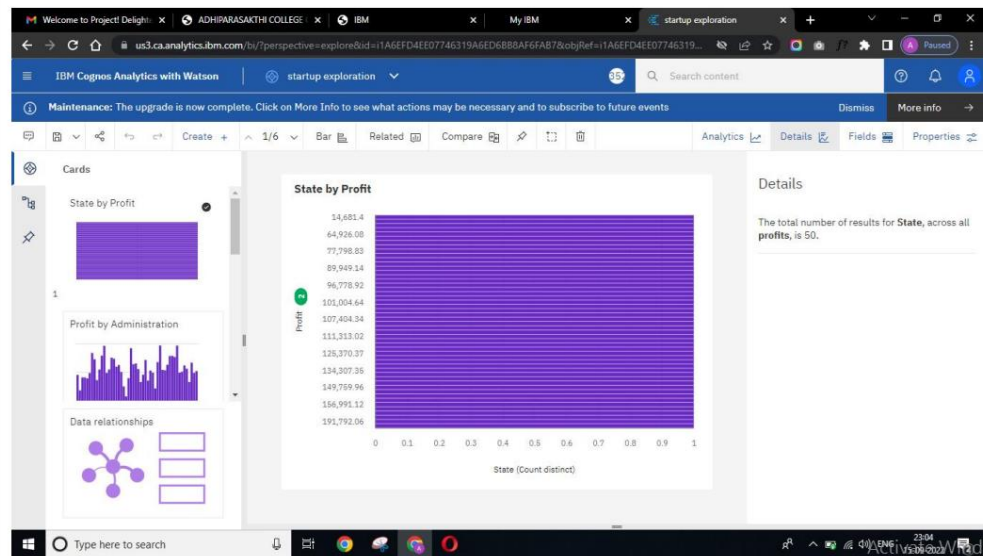 Welcome to Project! Delight
ADHIPARASAKTHI COLLEGE
IBM
My IBM
startup exploration
us3.ca.analytics.ibm.com/bi/?perspective=explore&id=i1A6EFD4EE07746319A6ED6BB8AF6FAB7&objRef=i1A6EFD4EE07746319...
Paused
IBM Cognos Analytics with Watson
startup exploration
Search content
Maintenance: The upgrade is now complete. Click on More Info to see what actions may be necessary and to subscribe to future events
Dismiss
More info
Create +
1/6
Bar
Related
Compare
Analytics
Details
Fields
Properties
Cards
State by Profit
1
Profit by Administration
Data relationships
State by Profit
14,681.4
64,926.08
77,798.83
89,949.14
96,778.92
101,004.64
107,404.34
111,313.02
125,370.37
134,307.35
149,759.96
156,991.12
191,792.06
Profit
0 0.1 0.2 0.3 0.4 0.5 0.6 0.7 0.8 0.9 1
State (Count distinct)
Details
The total number of results for State, across all
profits, is 50.
Type here to search
ENG
23:04
15-09-2022